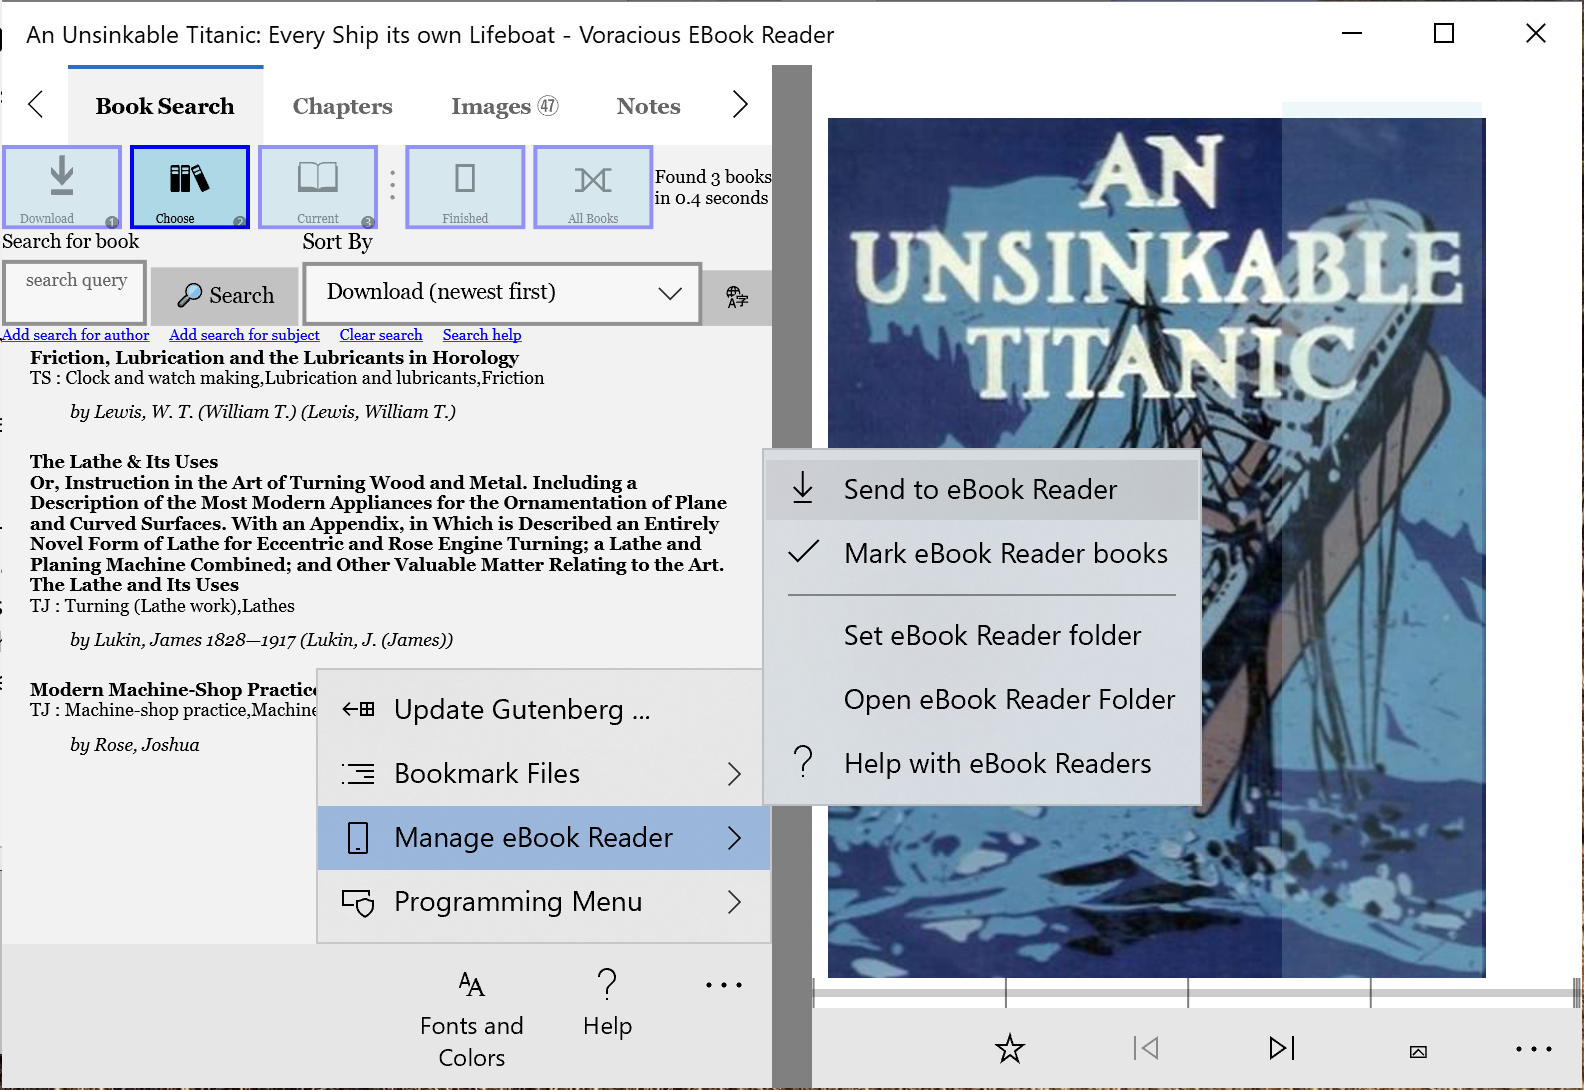 An Unsinkable Titanic: Every Ship its own Lifeboat - Voracious EBook Reader
Book Search
Chapters
Images 47
Notes
Download 1
Choose 2
Current 3
Finished
All Books
Found 3 books
in 0.4 seconds
Search for book
Sort By
search query
Search
Download (newest first)
Add search for author
Add search for subject
Clear search
Search help
Friction, Lubrication and the Lubricants in Horology
TS : Clock and watch making,Lubrication and lubricants,Friction
by Lewis, W. T. (William T.) (Lewis, William T.)
The Lathe & Its Uses
Or, Instruction in the Art of Turning Wood and Metal. Including a
Description of the Most Modern Appliances for the Ornamentation of Plane
and Curved Surfaces. With an Appendix, in Which is Described an Entirely
Novel Form of Lathe for Eccentric and Rose Engine Turning; a Lathe and
Planing Machine Combined; and Other Valuable Matter Relating to the Art.
The Lathe and Its Uses
TJ : Turning (Lathe work),Lathes
by Lukin, James 1828—1917 (Lukin, J. (James))
Modern Machine-Shop Practice
TJ : Machine-shop practice,Machine
by Rose, Joshua
Update Gutenberg ...
Bookmark Files
Manage eBook Reader
Programming Menu
Send to eBook Reader
Mark eBook Reader books
Set eBook Reader folder
Open eBook Reader Folder
Help with eBook Readers
Fonts and
Colors
Help
AN
UNSINKABLE
TITANIC